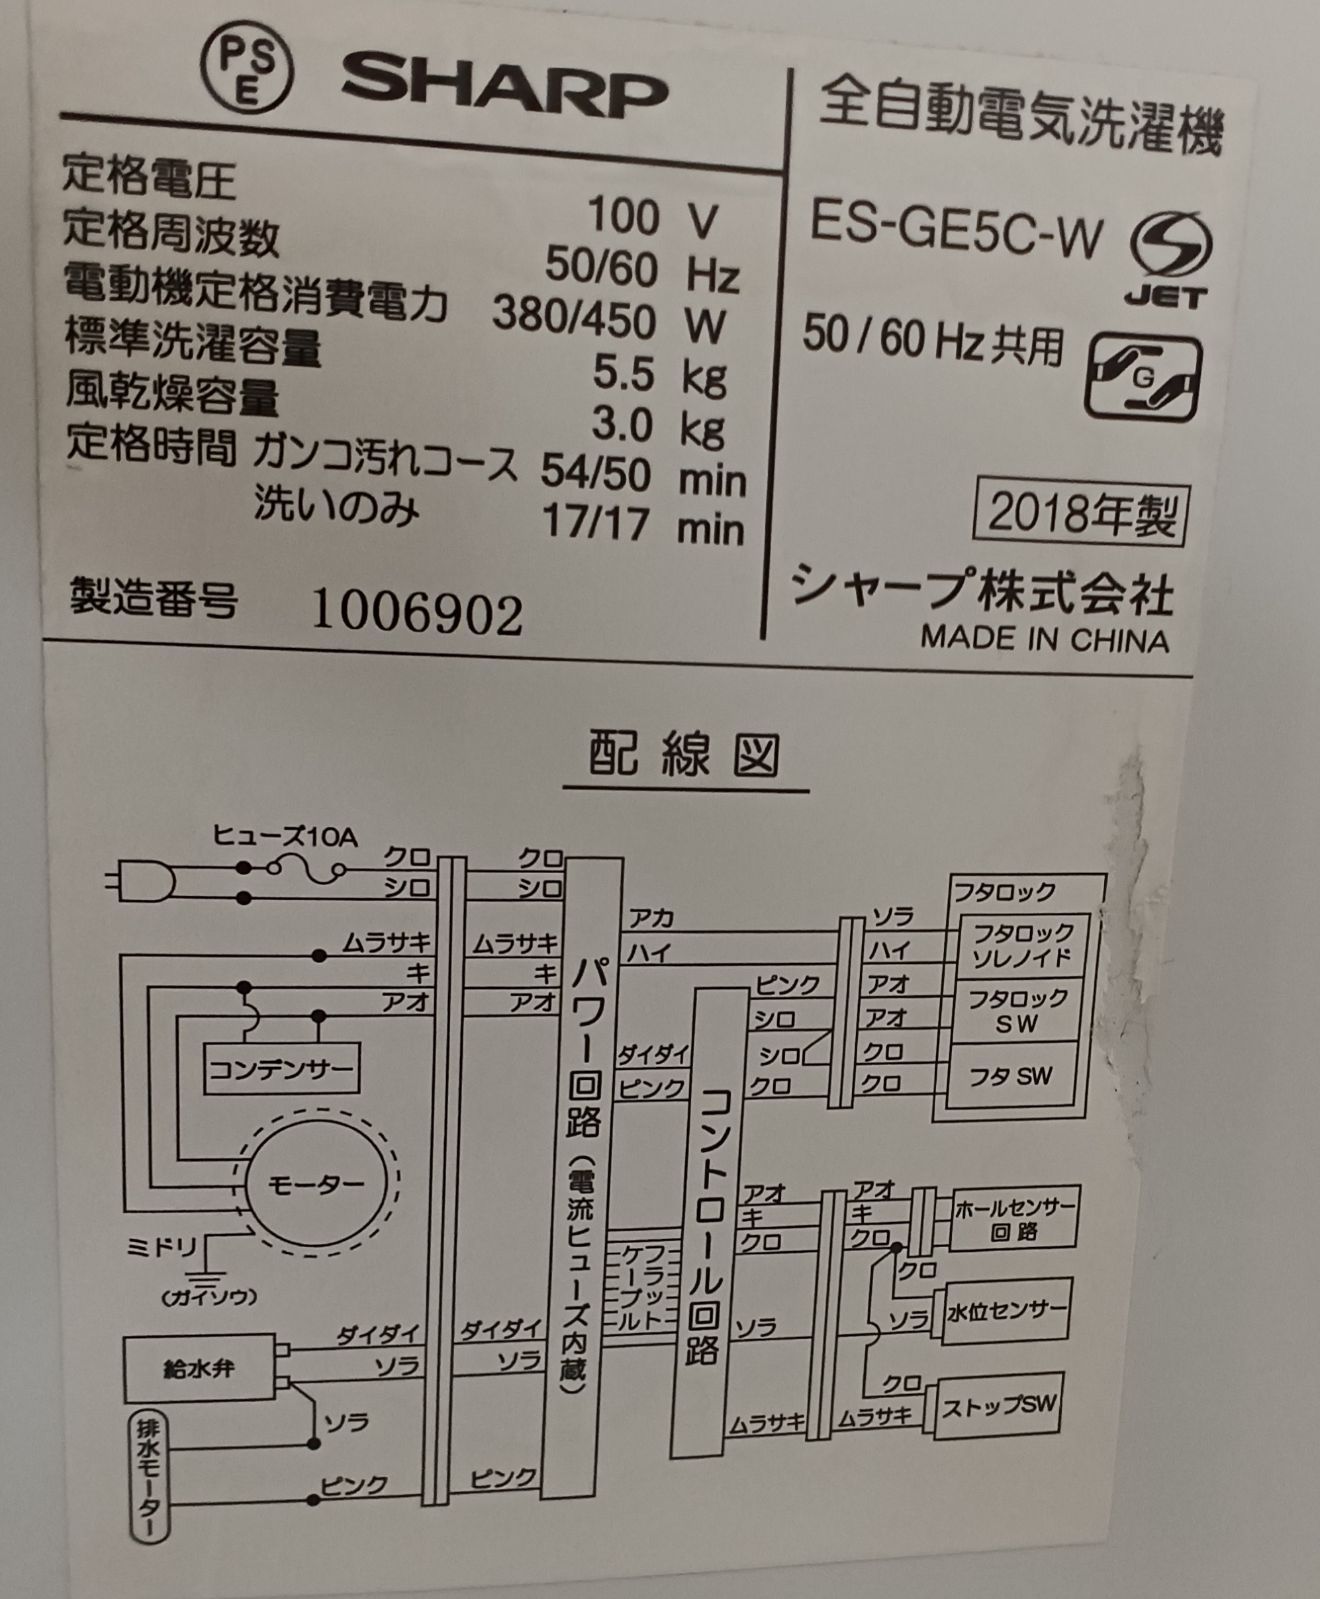 PSE SHARP
定格電圧 100 V
定格周波数 50/60 Hz
電動機定格消費電力 380/450 W
標準洗濯容量 5.5 kg
風乾燥容量 3.0 kg
定格時間 ガンコ汚れコース 54/50 min
洗いのみ 17/17 min
製造番号 1006902
全自動電気洗濯機
ES-GE5C-W
S JET
50/60 Hz共用
G
2018年製
シャープ株式会社
MADE IN CHINA
配線図
ヒューズ10A
クロ
シロ
ムラサキ
キ
アオ
クロ
シロ
ムラサキ
キ
アオ
コンデンサー
モーター
ミドリ
(ガイソウ)
給水弁
排水モーター
ダイダイ
ソラ
ソラ
ピンク
ダイダイ
ソラ
ピンク
パワー回路(電流ヒューズ内蔵)
アカ
ハイ
ダイダイ
ピンク
フラット
ケープル
コントロール回路
ピンク
シロ
シロ
クロ
ソラ
ハイ
アオ
アオ
クロ
クロ
フタロック
フタロック
ソレノイド
フタロック
SW
フタ SW
アオ
キ
クロ
ソラ
ムラサキ
アオ
キ
クロ
クロ
ソラ
クロ
ムラサキ
ホールセンサー
回路
水位センサー
ストップSW